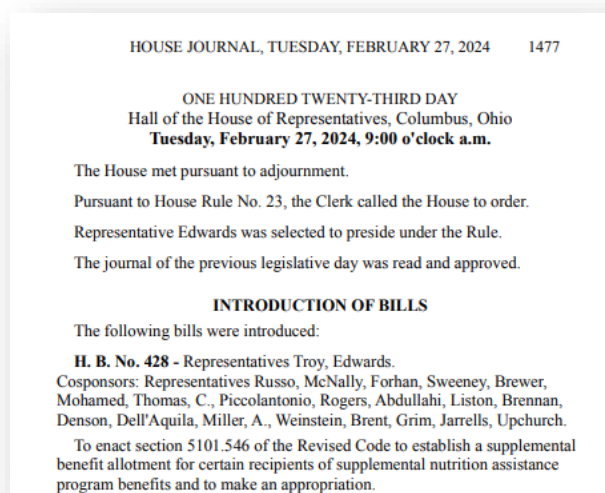 HOUSE JOURNAL, TUESDAY, FEBRUARY 27, 2024 1477
ONE HUNDRED TWENTY-THIRD DAY
Hall of the House of Representatives, Columbus, Ohio
Tuesday, February 27, 2024, 9:00 o'clock a.m.
The House met pursuant to adjournment.
Pursuant to House Rule No. 23, the Clerk called the House to order.
Representative Edwards was selected to preside under the Rule.
The journal of the previous legislative day was read and approved.
INTRODUCTION OF BILLS
The following bills were introduced:
H. B. No. 428 - Representatives Troy, Edwards.
Cosponsors: Representatives Russo, McNally, Forhan, Sweeney, Brewer,
Mohamed, Thomas, C., Piccolantonio, Rogers, Abdullahi, Liston, Brennan,
Denson, Dell'Aquila, Miller, A., Weinstein, Brent, Grim, Jarrells, Upchurch.
To enact section 5101.546 of the Revised Code to establish a supplemental
benefit allotment for certain recipients of supplemental nutrition assistance
program benefits and to make an appropriation.